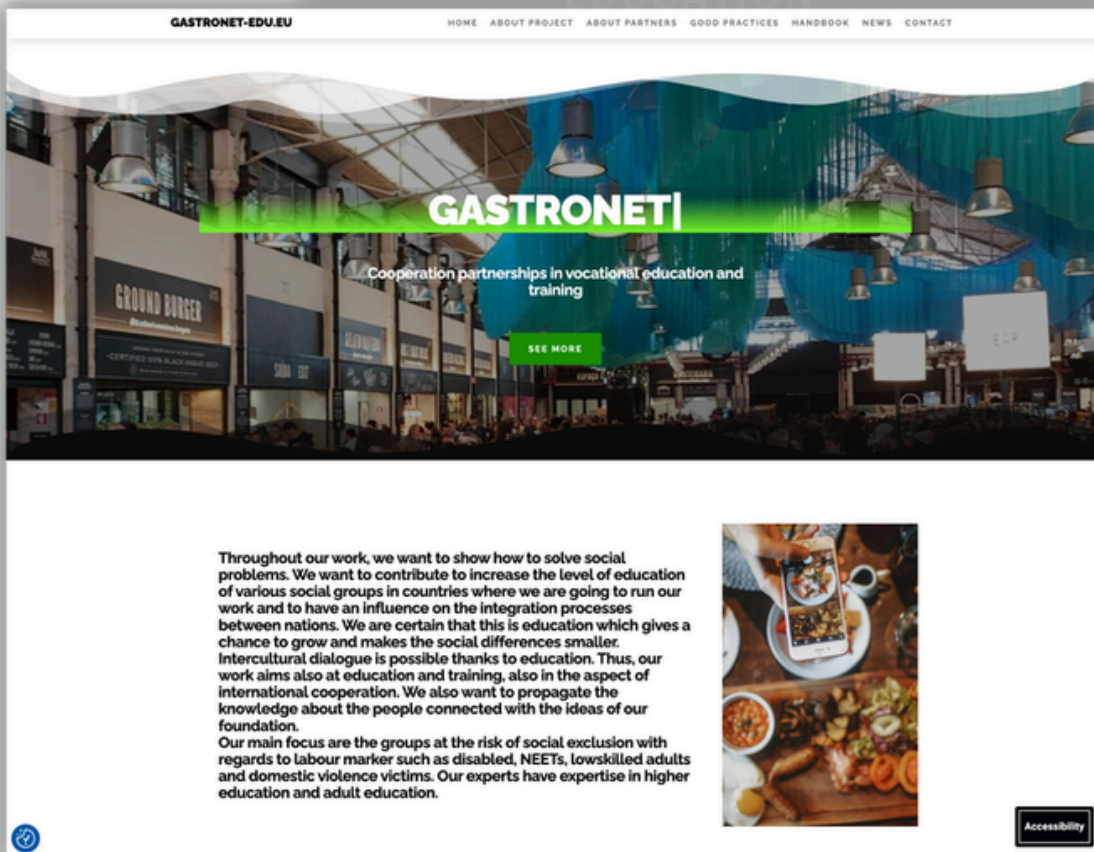 GASTRONET-EDU.EU
HOME ABOUT PROJECT ABOUT PARTNERS GOOD PRACTICES HANDBOOK NEWS CONTACT
GASTRONET|
Cooperation partnerships in vocational education and
training
SEE MORE
GROUND BURGER
CERTIFIED 100% BLACK ANGUS BEEF
SAÍDA EXIT
Throughout our work, we want to show how to solve social
problems. We want to contribute to increase the level of education
of various social groups in countries where we are going to run our
work and to have an influence on the integration processes
between nations. We are certain that this is education which gives a
chance to grow and makes the social differences smaller.
Intercultural dialogue is possible thanks to education. Thus, our
work aims also at education and training, also in the aspect of
international cooperation. We also want to propagate the
knowledge about the people connected with the ideas of our
foundation.
Our main focus are the groups at the risk of social exclusion with
regards to labour marker such as disabled, NEETs, lowskilled adults
and domestic violence victims. Our experts have expertise in higher
education and adult education.
Accessibility